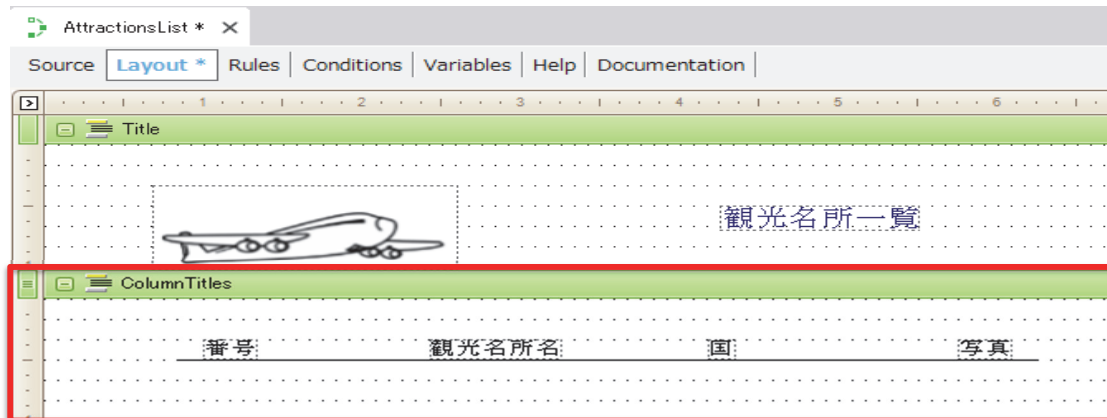 AttractionsList *
Source Layout * Rules Conditions Variables Help Documentation
1 2 3 4 5 6
Title
観光名所一覧
ColumnTitles
番号 観光名所名 国 写真